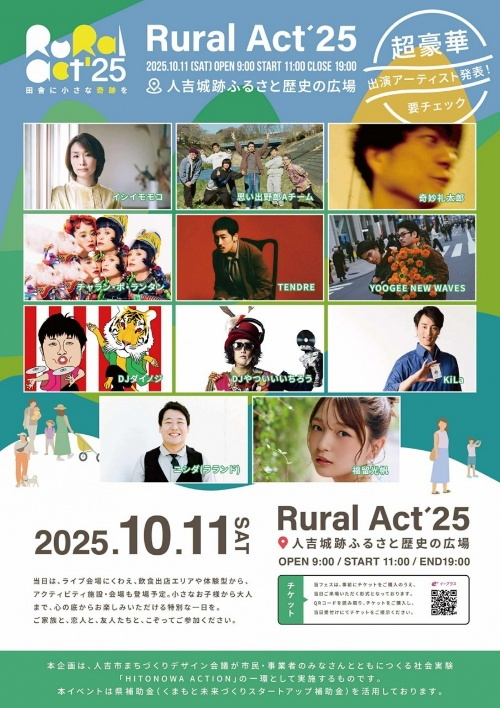 RuRal
act'25
田舎に小さな奇跡を
Rural Act´25
2025.10.11 (SAT) OPEN 9:00 START 11:00 CLOSE 19:00
人吉城跡ふるさと歴史の広場
超豪華
出演アーティスト発表!
要チェック
イシイモモコ
思い出野郎Aチーム
奇妙礼太郎
チャラン・ポ・ランタン
TENDRE
YOOGEE NEW WAVES
DJダイノジ
DJやついいちろう
KiLa
ニシダ(ラランド)
福留光帆
2025.10.11 SAT
Rural Act´25
人吉城跡ふるさと歴史の広場
OPEN 9:00 / START 11:00 / END19:00
当日は、ライブ会場にくわえ、飲食出店エリアや体験型から、
アクティビティ施設・会場も登場予定。小さなお子様から大人
まで、心の底からお楽しみいただける特別な一日を。
ご家族と、恋人と、友人たちと、こぞってご参加ください。
チケット
当フェスは、事前にチケットをご購入のうえ、
当日ご来場いただく形式となっております。
QRコードを読み取り、チケットをご購入し、
当日受付けにてチケットをご提示ください。
e+イープラス
本企画は、人吉市まちづくりデザイン会議が市民・事業者のみなさんとともにつくる社会実験
「HITONOWA ACTION」の一環として実施するものです。
本イベントは県補助金(くまもと未来づくりスタートアップ補助金)を活用しております。